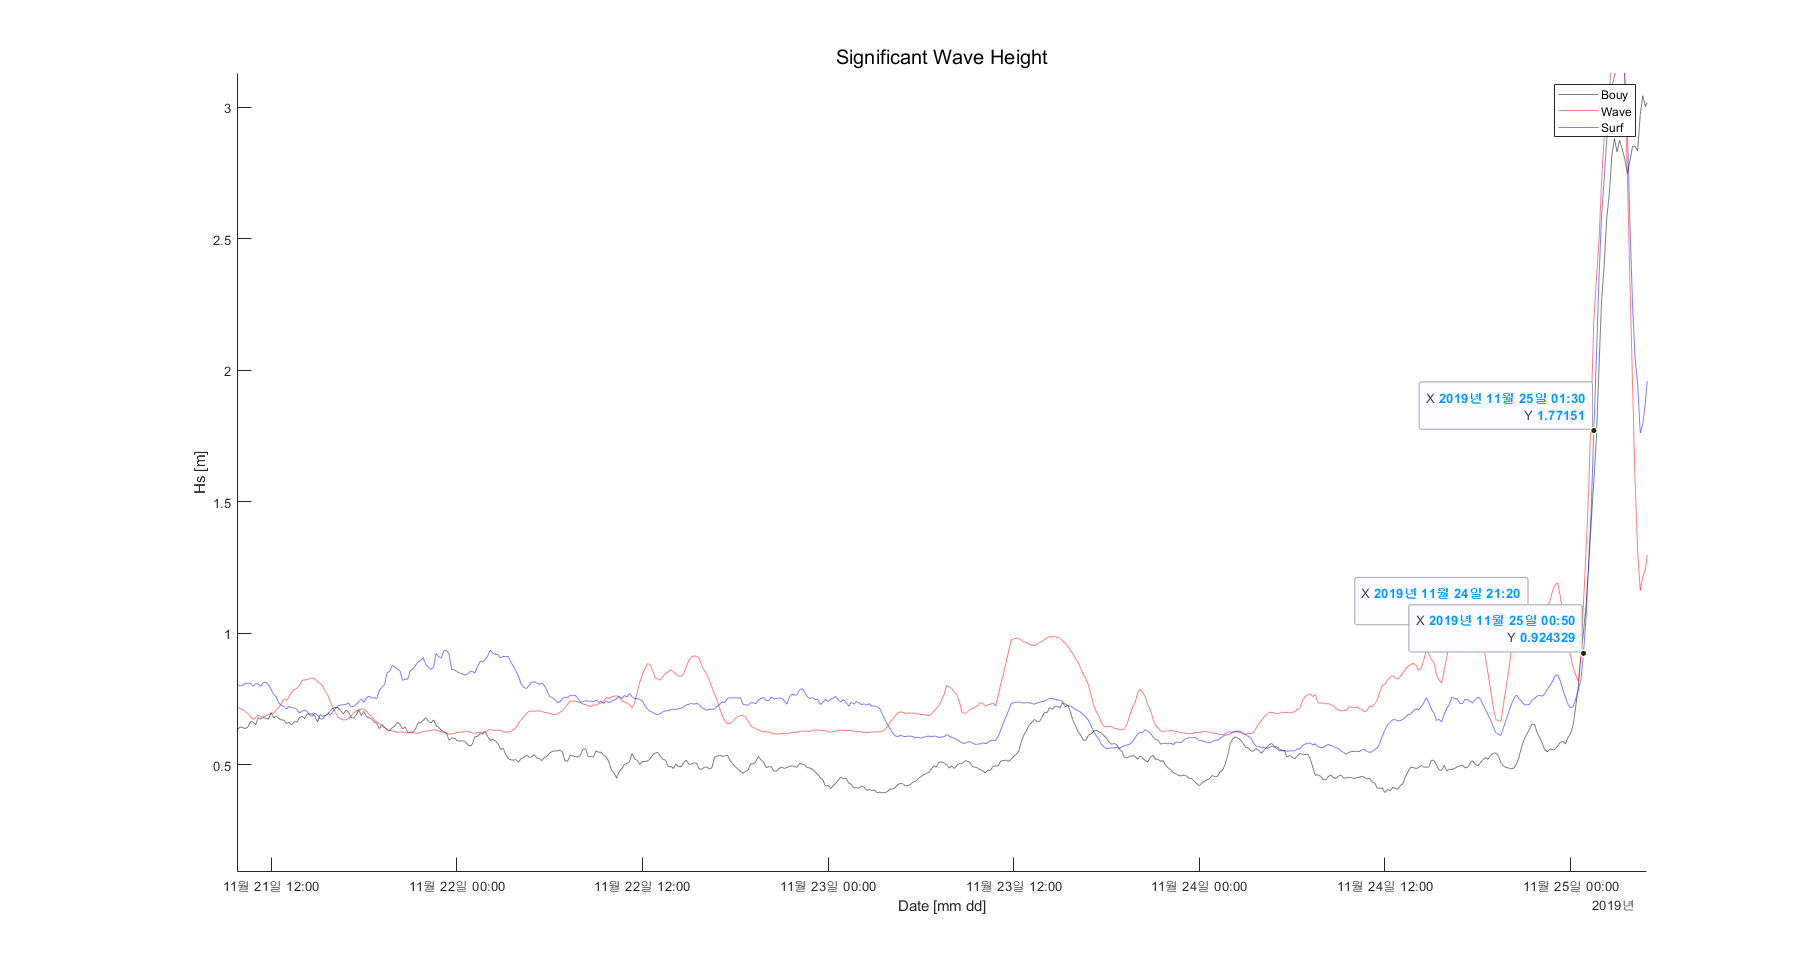 Significant Wave Height
Bouy
Wave
Surf
3
2.5
2
1.5
1
0.5
Hs [m]
X 2019년 11월 25일 01:30
Y 1.77151
X 2019년 11월 24일 21:20
X 2019년 11월 25일 00:50
Y 0.924329
11월 21일 12:00
11월 22일 00:00
11월 22일 12:00
11월 23일 00:00
11월 23일 12:00
11월 24일 00:00
11월 24일 12:00
11월 25일 00:00
Date [mm dd]
2019년